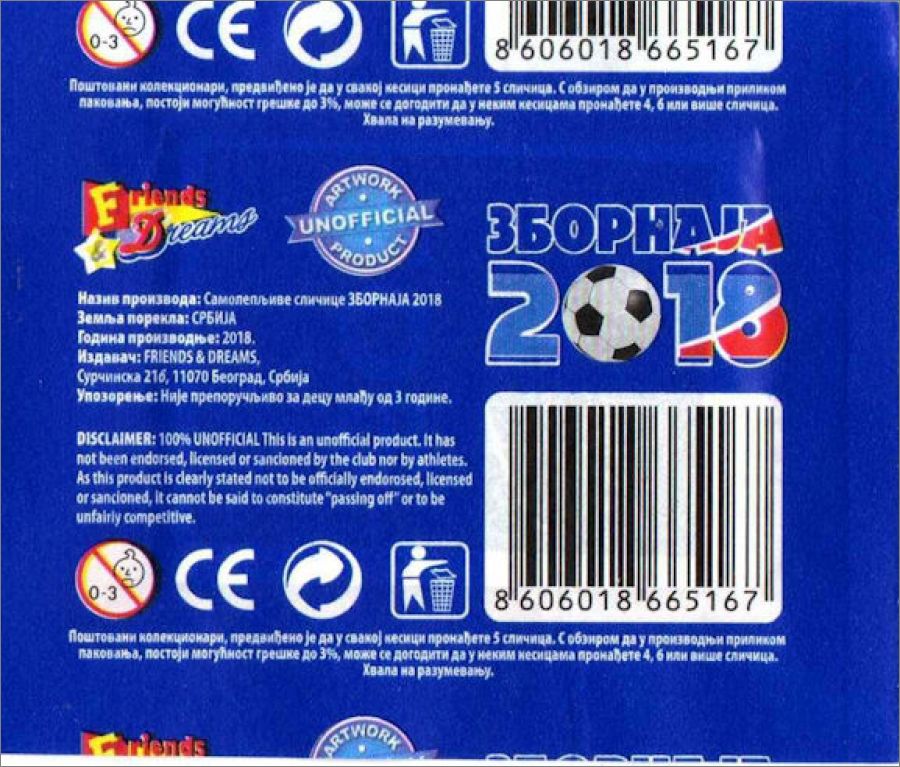 0-3
CE
8 606018 665167
Поштовани колекционари, предвиђено је да у свакој кесици пронађете 5 сличица. С обзиром да у производњи приликом
паковања, постоји могућност грешке до 3%, може се догодити да у неким кесицама пронађете 4, 6 или више сличица.
Хвала на разумевању.
Friends
& Dreams
ARTWORK
UNOFFICIAL
PRODUCT
ЗБОРНАЈА
2018
Назив производа: Самолепљиве сличице ЗБОРНАЈА 2018
Земља порекла: СРБИЈА
Година производње: 2018.
Издавач: FRIENDS & DREAMS,
Сурчинска 21б, 11070 Београд, Србија
Упозорење: Није препоручљиво за децу млађу од 3 године.
DISCLAIMER: 100% UNOFFICIAL This is an unofficial product. It has
not been endorsed, licensed or sanctioned by the club nor by athletes.
As this product is clearly stated not to be officially endorosed, licensed
or sanctioned, it cannot be said to constitute "passing off" or to be
unfairly competitive.
0-3
CE
8 606018 665167
Поштовани колекционари, предвиђено је да у свакој кесици пронађете 5 сличица. С обзиром да у производњи приликом
паковања, постоји могућност грешке до 3%, може се догодити да у неким кесицама пронађете 4, 6 или више сличица.
Хвала на разумевању.
Friends
ARTWORK
ЗБОРНАЈА